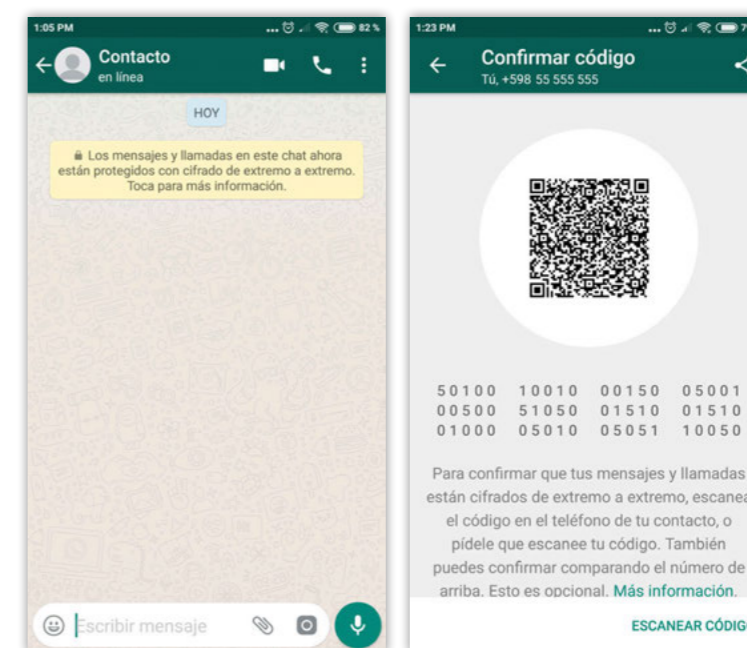 1:05 PM
82 %
Contacto
en línea
HOY
Los mensajes y llamadas en este chat ahora
están protegidos con cifrado de extremo a extremo.
Toca para más información.
Escribir mensaje
1:23 PM
7
Confirmar código
Tú, +598 55 555 555
50100 10010 00150 05001
00500 51050 01510 01510
01000 05010 05051 10050
Para confirmar que tus mensajes y llamadas
están cifrados de extremo a extremo, escanea
el código en el teléfono de tu contacto, o
pídele que escanee tu código. También
puedes confirmar comparando el número de
arriba. Esto es opcional. Más información.
ESCANEAR CÓDIGO